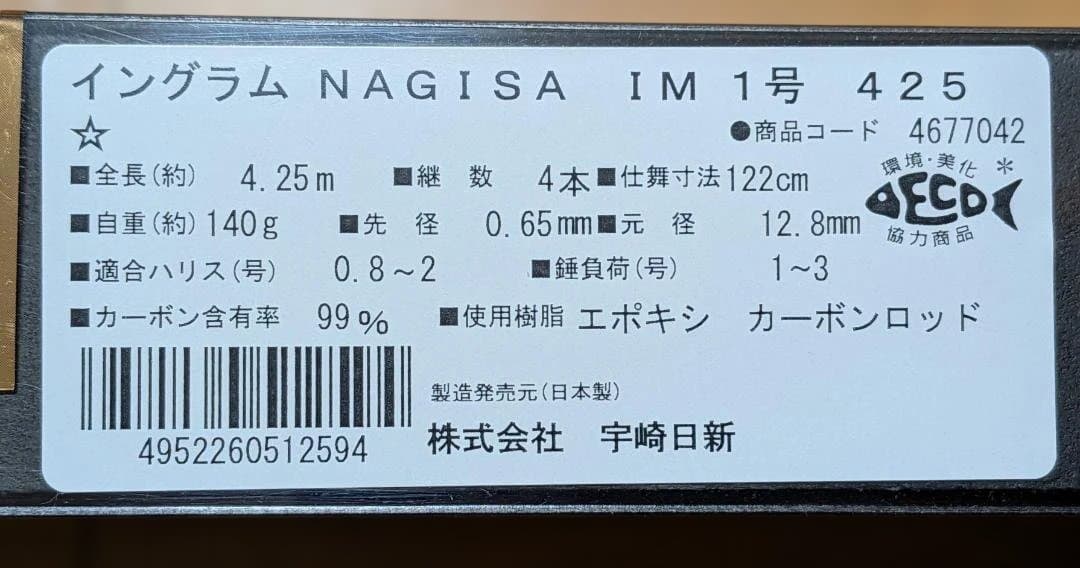 イングラム NAGISA IM 1号 425
☆
●商品コード 4677042
■全長(約) 4.25m ■継数 4本 ■仕舞寸法 122cm
環境・美化 *
ECO
協力商品
■自重(約) 140g ■先径 0.65mm ■元径 12.8mm
■適合ハリス(号) 0.8～2 ■錘負荷(号) 1～3
■カーボン含有率 99% ■使用樹脂 エポキシ カーボンロッド
製造発売元(日本製)
株式会社 宇崎日新
4952260512594